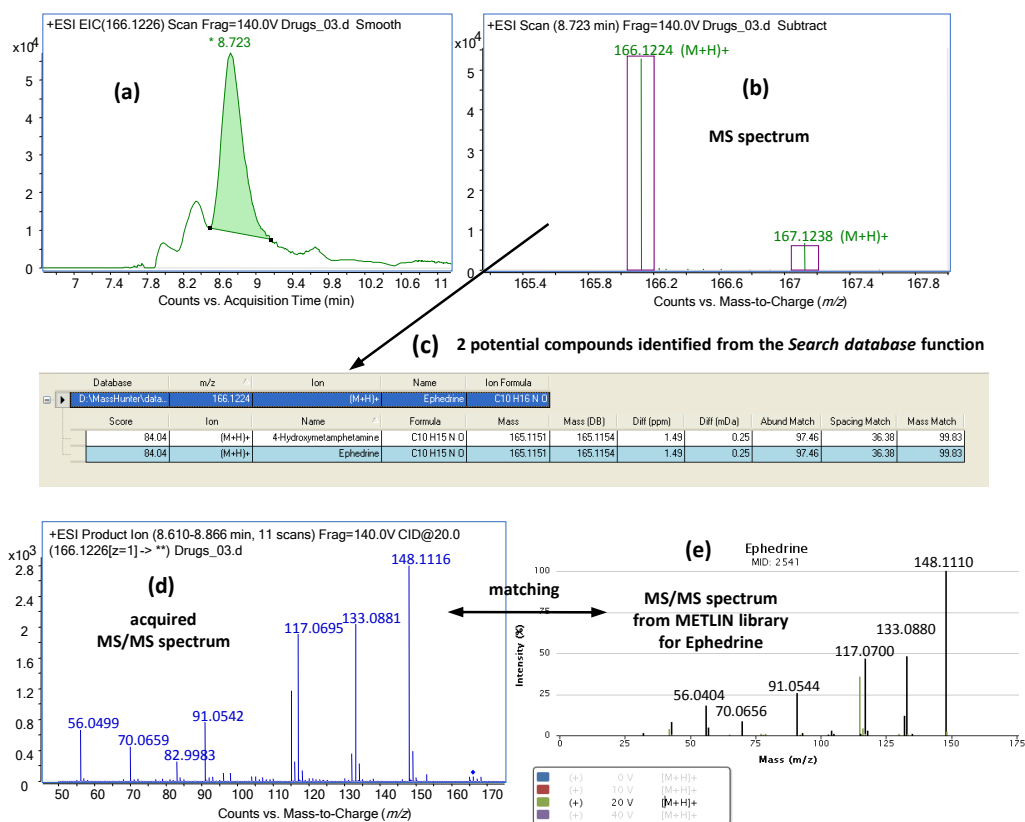 +ESI EIC(166.1226) Scan Frag=140.0V Drugs_03.d Smooth
x10⁴
* 8.723
(a)
5
4
3
2
1
0
7 7.4 7.8 8.2 8.6 9 9.4 9.8 10.2 10.6 11
Counts vs. Acquisition Time (min)
+ESI Scan (8.723 min) Frag=140.0V Drugs_03.d Subtract
x10⁴
166.1224 (M+H)+
(b)
MS spectrum
167.1238 (M+H)+
5
4
3
2
1
0
165.4 165.8 166.2 166.6 167 167.4 167.8
Counts vs. Mass-to-Charge (m/z)
(c) 2 potential compounds identified from the Search database function
Database m/z Ion Name Ion Formula
D:\MassHunter\data... 166.1224 (M+H)+ Ephedrine C10 H16 N O
Score Ion Name Formula Mass Mass (DB) Diff (ppm) Diff (mDa) Abund Match Spacing Match Mass Match
84.04 (M+H)+ 4-Hydroxymetamphetamine C10 H15 N O 165.1151 165.1154 1.49 0.25 97.46 36.38 99.83
84.04 (M+H)+ Ephedrine C10 H15 N O 165.1151 165.1154 1.49 0.25 97.46 36.38 99.83
+ESI Product Ion (8.610-8.866 min, 11 scans) Frag=140.0V CID@20.0
(166.1226[z=1] -> **) Drugs_03.d
x10³
(d)
acquired
MS/MS spectrum
148.1116
133.0881
117.0695
91.0542
56.0499
70.0659
82.9983
2.8
2.4
2
1.6
1.2
0.8
0.4
0
50 60 70 80 90 100 110 120 130 140 150 160 170
Counts vs. Mass-to-Charge (m/z)
matching
(e)
Ephedrine
MID: 2541
MS/MS spectrum
from METLIN library
for Ephedrine
148.1110
133.0880
117.0700
91.0544
56.0404
70.0656
Intensity (%)
100
75
50
25
0
0 25 50 75 100 125 150 175
Mass (m/z)
(+) 0 V [M+H]+
(+) 10 V [M+H]+
(+) 20 V [M+H]+
(+) 40 V [M+H]+